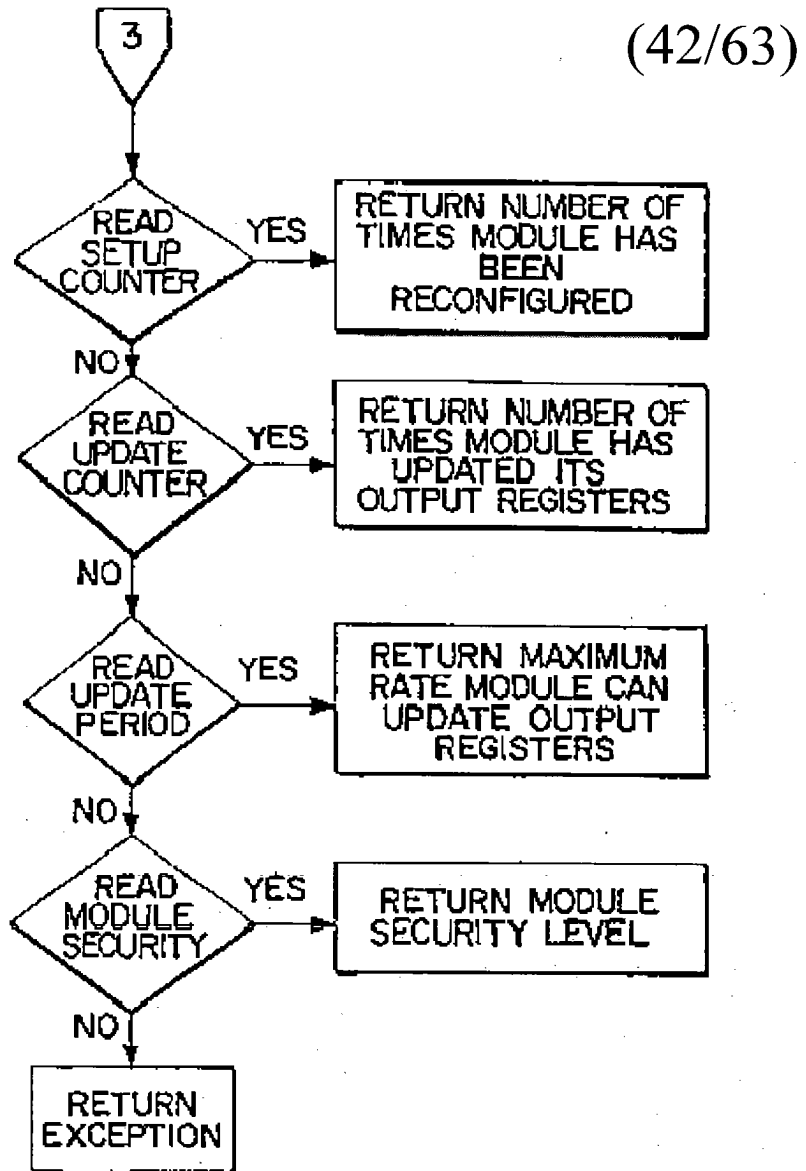 3
(42/63)
READ
SETUP
COUNTER
YES
RETURN NUMBER OF
TIMES MODULE HAS
BEEN
RECONFIGURED
NO
READ
UPDATE
COUNTER
YES
RETURN NUMBER OF
TIMES MODULE HAS
UPDATED ITS
OUTPUT REGISTERS
NO
READ
UPDATE
PERIOD
YES
RETURN MAXIMUM
RATE MODULE CAN
UPDATE OUTPUT
REGISTERS
NO
READ
MODULE
SECURITY
YES
RETURN MODULE
SECURITY LEVEL
NO
RETURN
EXCEPTION